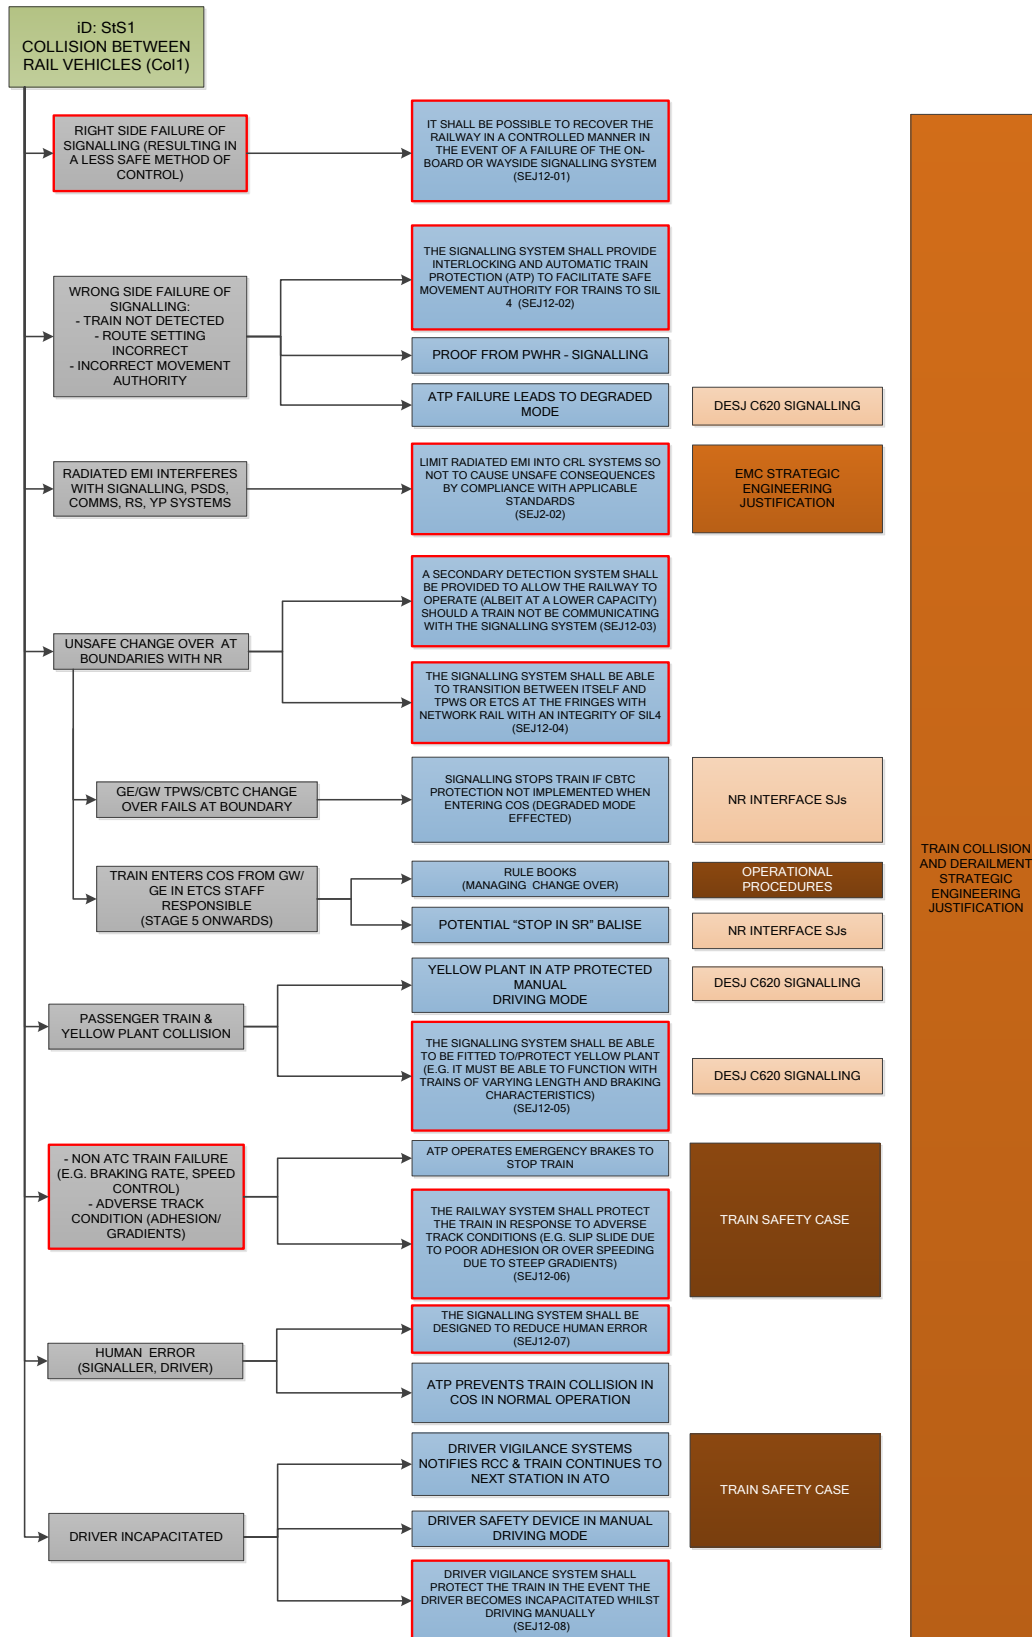 iD: StS1
COLLISION BETWEEN
RAIL VEHICLES (Col1)
RIGHT SIDE FAILURE OF
SIGNALLING (RESULTING IN
A LESS SAFE METHOD OF
CONTROL)
IT SHALL BE POSSIBLE TO RECOVER THE
RAILWAY IN A CONTROLLED MANNER IN
THE EVENT OF A FAILURE OF THE ON-
BOARD OR WAYSIDE SIGNALLING SYSTEM
(SEJ12-01)
WRONG SIDE FAILURE OF
SIGNALLING:
- TRAIN NOT DETECTED
- ROUTE SETTING
INCORRECT
- INCORRECT MOVEMENT
AUTHORITY
THE SIGNALLING SYSTEM SHALL PROVIDE
INTERLOCKING AND AUTOMATIC TRAIN
PROTECTION (ATP) TO FACILITATE SAFE
MOVEMENT AUTHORITY FOR TRAINS TO SIL
4 (SEJ12-02)
PROOF FROM PWHR - SIGNALLING
ATP FAILURE LEADS TO DEGRADED
MODE
DESJ C620 SIGNALLING
RADIATED EMI INTERFERES
WITH SIGNALLING, PSDS,
COMMS, RS, YP SYSTEMS
LIMIT RADIATED EMI INTO CRL SYSTEMS SO
NOT TO CAUSE UNSAFE CONSEQUENCES
BY COMPLIANCE WITH APPLICABLE
STANDARDS
(SEJ2-02)
EMC STRATEGIC
ENGINEERING
JUSTIFICATION
UNSAFE CHANGE OVER AT
BOUNDARIES WITH NR
A SECONDARY DETECTION SYSTEM SHALL
BE PROVIDED TO ALLOW THE RAILWAY TO
OPERATE (ALBEIT AT A LOWER CAPACITY)
SHOULD A TRAIN NOT BE COMMUNICATING
WITH THE SIGNALLING SYSTEM (SEJ12-03)
THE SIGNALLING SYSTEM SHALL BE ABLE
TO TRANSITION BETWEEN ITSELF AND
TPWS OR ETCS AT THE FRINGES WITH
NETWORK RAIL WITH AN INTEGRITY OF SIL4
(SEJ12-04)
GE/GW TPWS/CBTC CHANGE
OVER FAILS AT BOUNDARY
SIGNALLING STOPS TRAIN IF CBTC
PROTECTION NOT IMPLEMENTED WHEN
ENTERING COS (DEGRADED MODE
EFFECTED)
NR INTERFACE SJs
TRAIN ENTERS COS FROM GW/
GE IN ETCS STAFF
RESPONSIBLE
(STAGE 5 ONWARDS)
RULE BOOKS
(MANAGING CHANGE OVER)
OPERATIONAL
PROCEDURES
POTENTIAL “STOP IN SR” BALISE
NR INTERFACE SJs
PASSENGER TRAIN &
YELLOW PLANT COLLISION
YELLOW PLANT IN ATP PROTECTED
MANUAL
DRIVING MODE
DESJ C620 SIGNALLING
THE SIGNALLING SYSTEM SHALL BE ABLE
TO BE FITTED TO/PROTECT YELLOW PLANT
(E.G. IT MUST BE ABLE TO FUNCTION WITH
TRAINS OF VARYING LENGTH AND BRAKING
CHARACTERISTICS)
(SEJ12-05)
DESJ C620 SIGNALLING
- NON ATC TRAIN FAILURE
(E.G. BRAKING RATE, SPEED
CONTROL)
- ADVERSE TRACK
CONDITION (ADHESION/
GRADIENTS)
ATP OPERATES EMERGENCY BRAKES TO
STOP TRAIN
THE RAILWAY SYSTEM SHALL PROTECT
THE TRAIN IN RESPONSE TO ADVERSE
TRACK CONDITIONS (E.G. SLIP SLIDE DUE
TO POOR ADHESION OR OVER SPEEDING
DUE TO STEEP GRADIENTS)
(SEJ12-06)
TRAIN SAFETY CASE
HUMAN ERROR
(SIGNALLER, DRIVER)
THE SIGNALLING SYSTEM SHALL BE
DESIGNED TO REDUCE HUMAN ERROR
(SEJ12-07)
ATP PREVENTS TRAIN COLLISION IN
COS IN NORMAL OPERATION
DRIVER INCAPACITATED
DRIVER VIGILANCE SYSTEMS
NOTIFIES RCC & TRAIN CONTINUES TO
NEXT STATION IN ATO
DRIVER SAFETY DEVICE IN MANUAL
DRIVING MODE
DRIVER VIGILANCE SYSTEM SHALL
PROTECT THE TRAIN IN THE EVENT THE
DRIVER BECOMES INCAPACITATED WHILST
DRIVING MANUALLY
(SEJ12-08)
TRAIN SAFETY CASE
TRAIN COLLISION
AND DERAILMENT
STRATEGIC
ENGINEERING
JUSTIFICATION